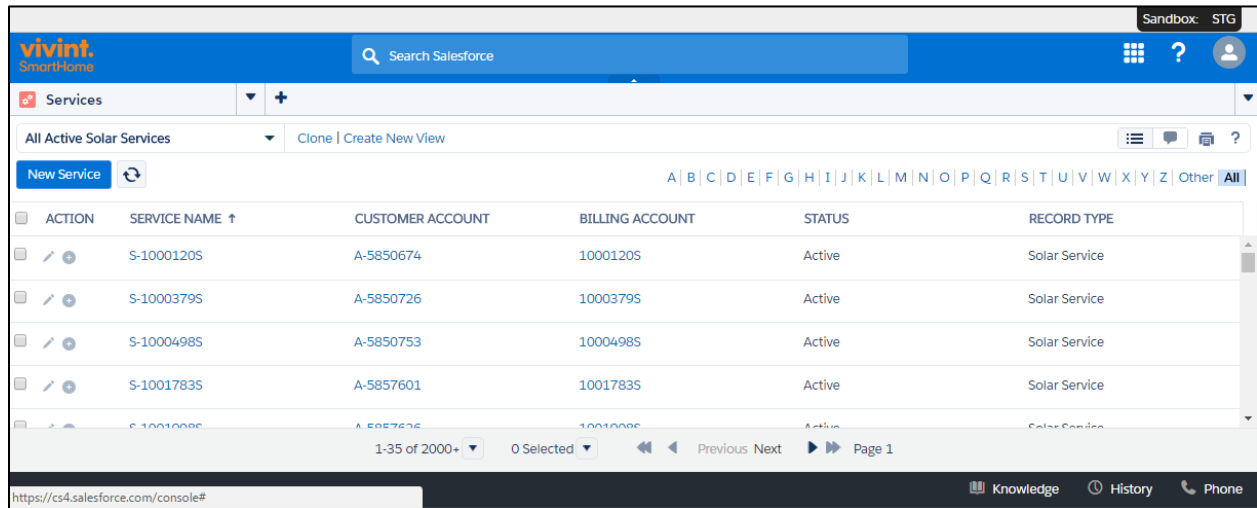 Sandbox: STG
vivint.
SmartHome
Search Salesforce
?
Services
+
All Active Solar Services
Clone | Create New View
?
New Service
A | B | C | D | E | F | G | H | I | J | K | L | M | N | O | P | Q | R | S | T | U | V | W | X | Y | Z | Other | All |
ACTION SERVICE NAME ↑ CUSTOMER ACCOUNT BILLING ACCOUNT STATUS RECORD TYPE
S-1000120S A-5850674 1000120S Active Solar Service
S-1000379S A-5850726 1000379S Active Solar Service
S-1000498S A-5850753 1000498S Active Solar Service
S-1001783S A-5857601 1001783S Active Solar Service
Active Solar Service
1-35 of 2000+ 0 Selected Previous Next Page 1
https://cs4.salesforce.com/console#
Knowledge History Phone